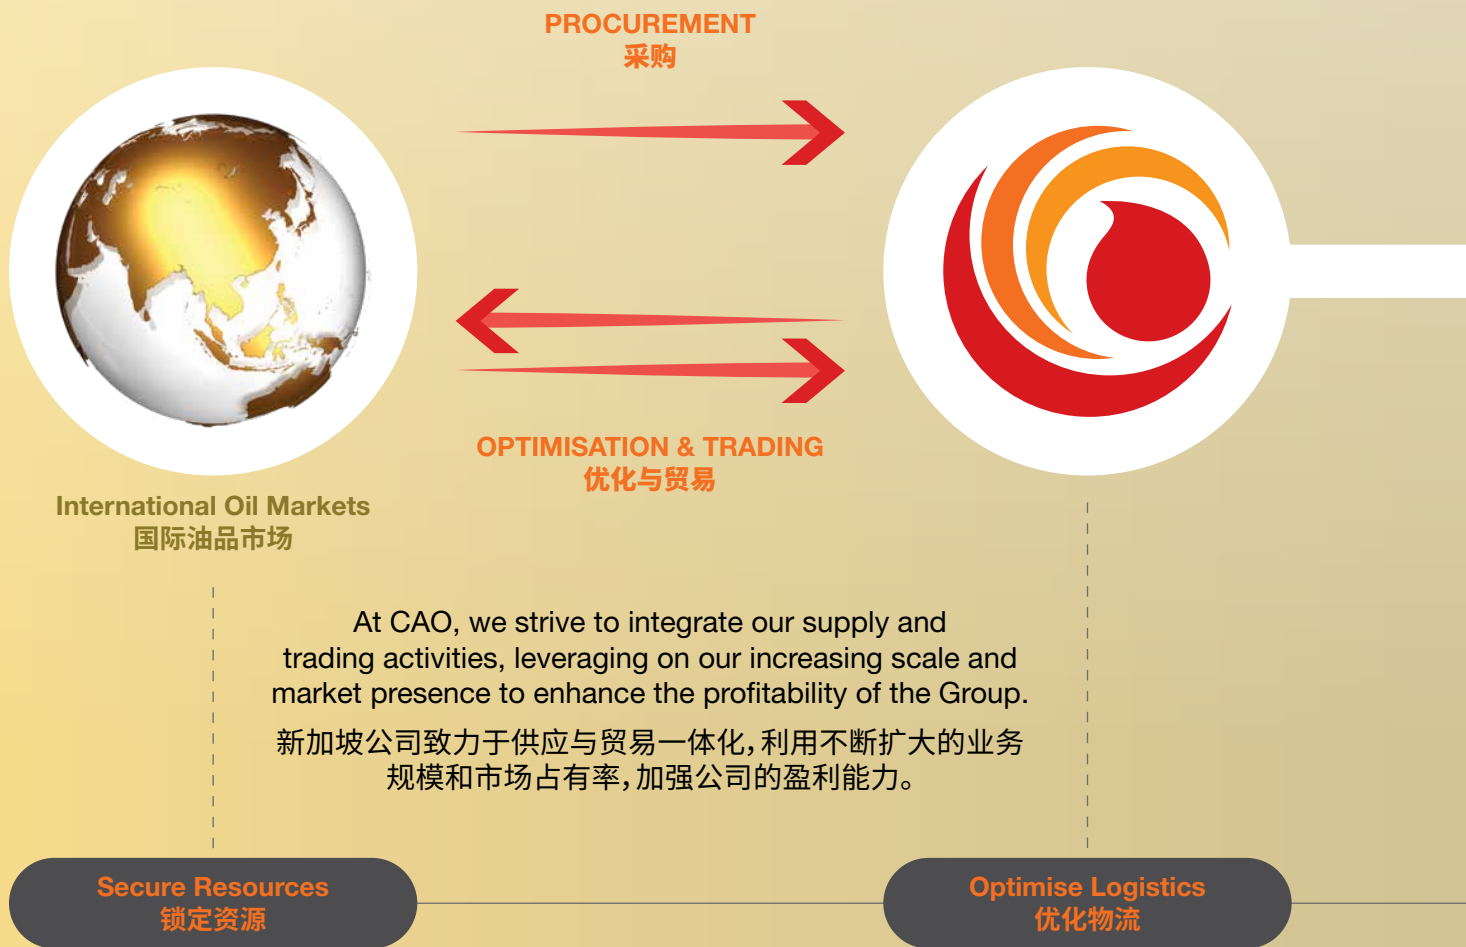 PROCUREMENT
采购
OPTIMISATION & TRADING
优化与贸易
International Oil Markets
国际油品市场
At CAO, we strive to integrate our supply and
trading activities, leveraging on our increasing scale and
market presence to enhance the profitability of the Group.
新加坡公司致力于供应与贸易一体化，利用不断扩大的业务
规模和市场占有率，加强公司的盈利能力。
Secure Resources
锁定资源
Optimise Logistics
优化物流